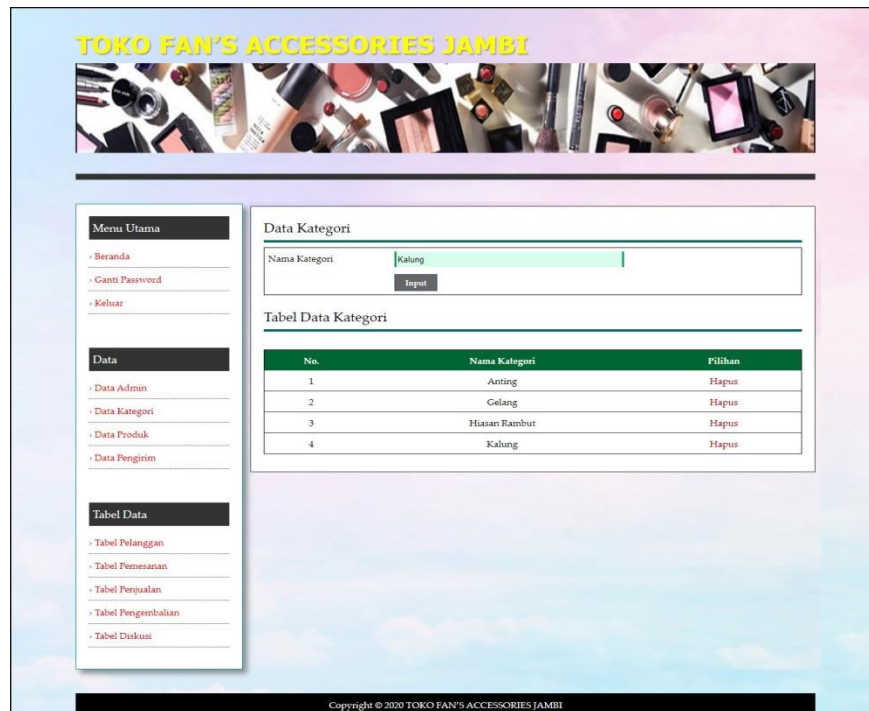 TOKO FAN'S ACCESSORIES JAMBI
Menu Utama
› Beranda
› Ganti Password
› Keluar
Data
› Data Admin
› Data Kategori
› Data Produk
› Data Pengirim
Tabel Data
› Tabel Pelanggan
› Tabel Pemesanan
› Tabel Penjualan
› Tabel Pengembalian
› Tabel Diskusi
Data Kategori
Nama Kategori Kalung
Input
Tabel Data Kategori
No. Nama Kategori Pilihan
1 Anting Hapus
2 Gelang Hapus
3 Hiasan Rambut Hapus
4 Kalung Hapus
Copyright © 2020 TOKO FAN'S ACCESSORIES JAMBI